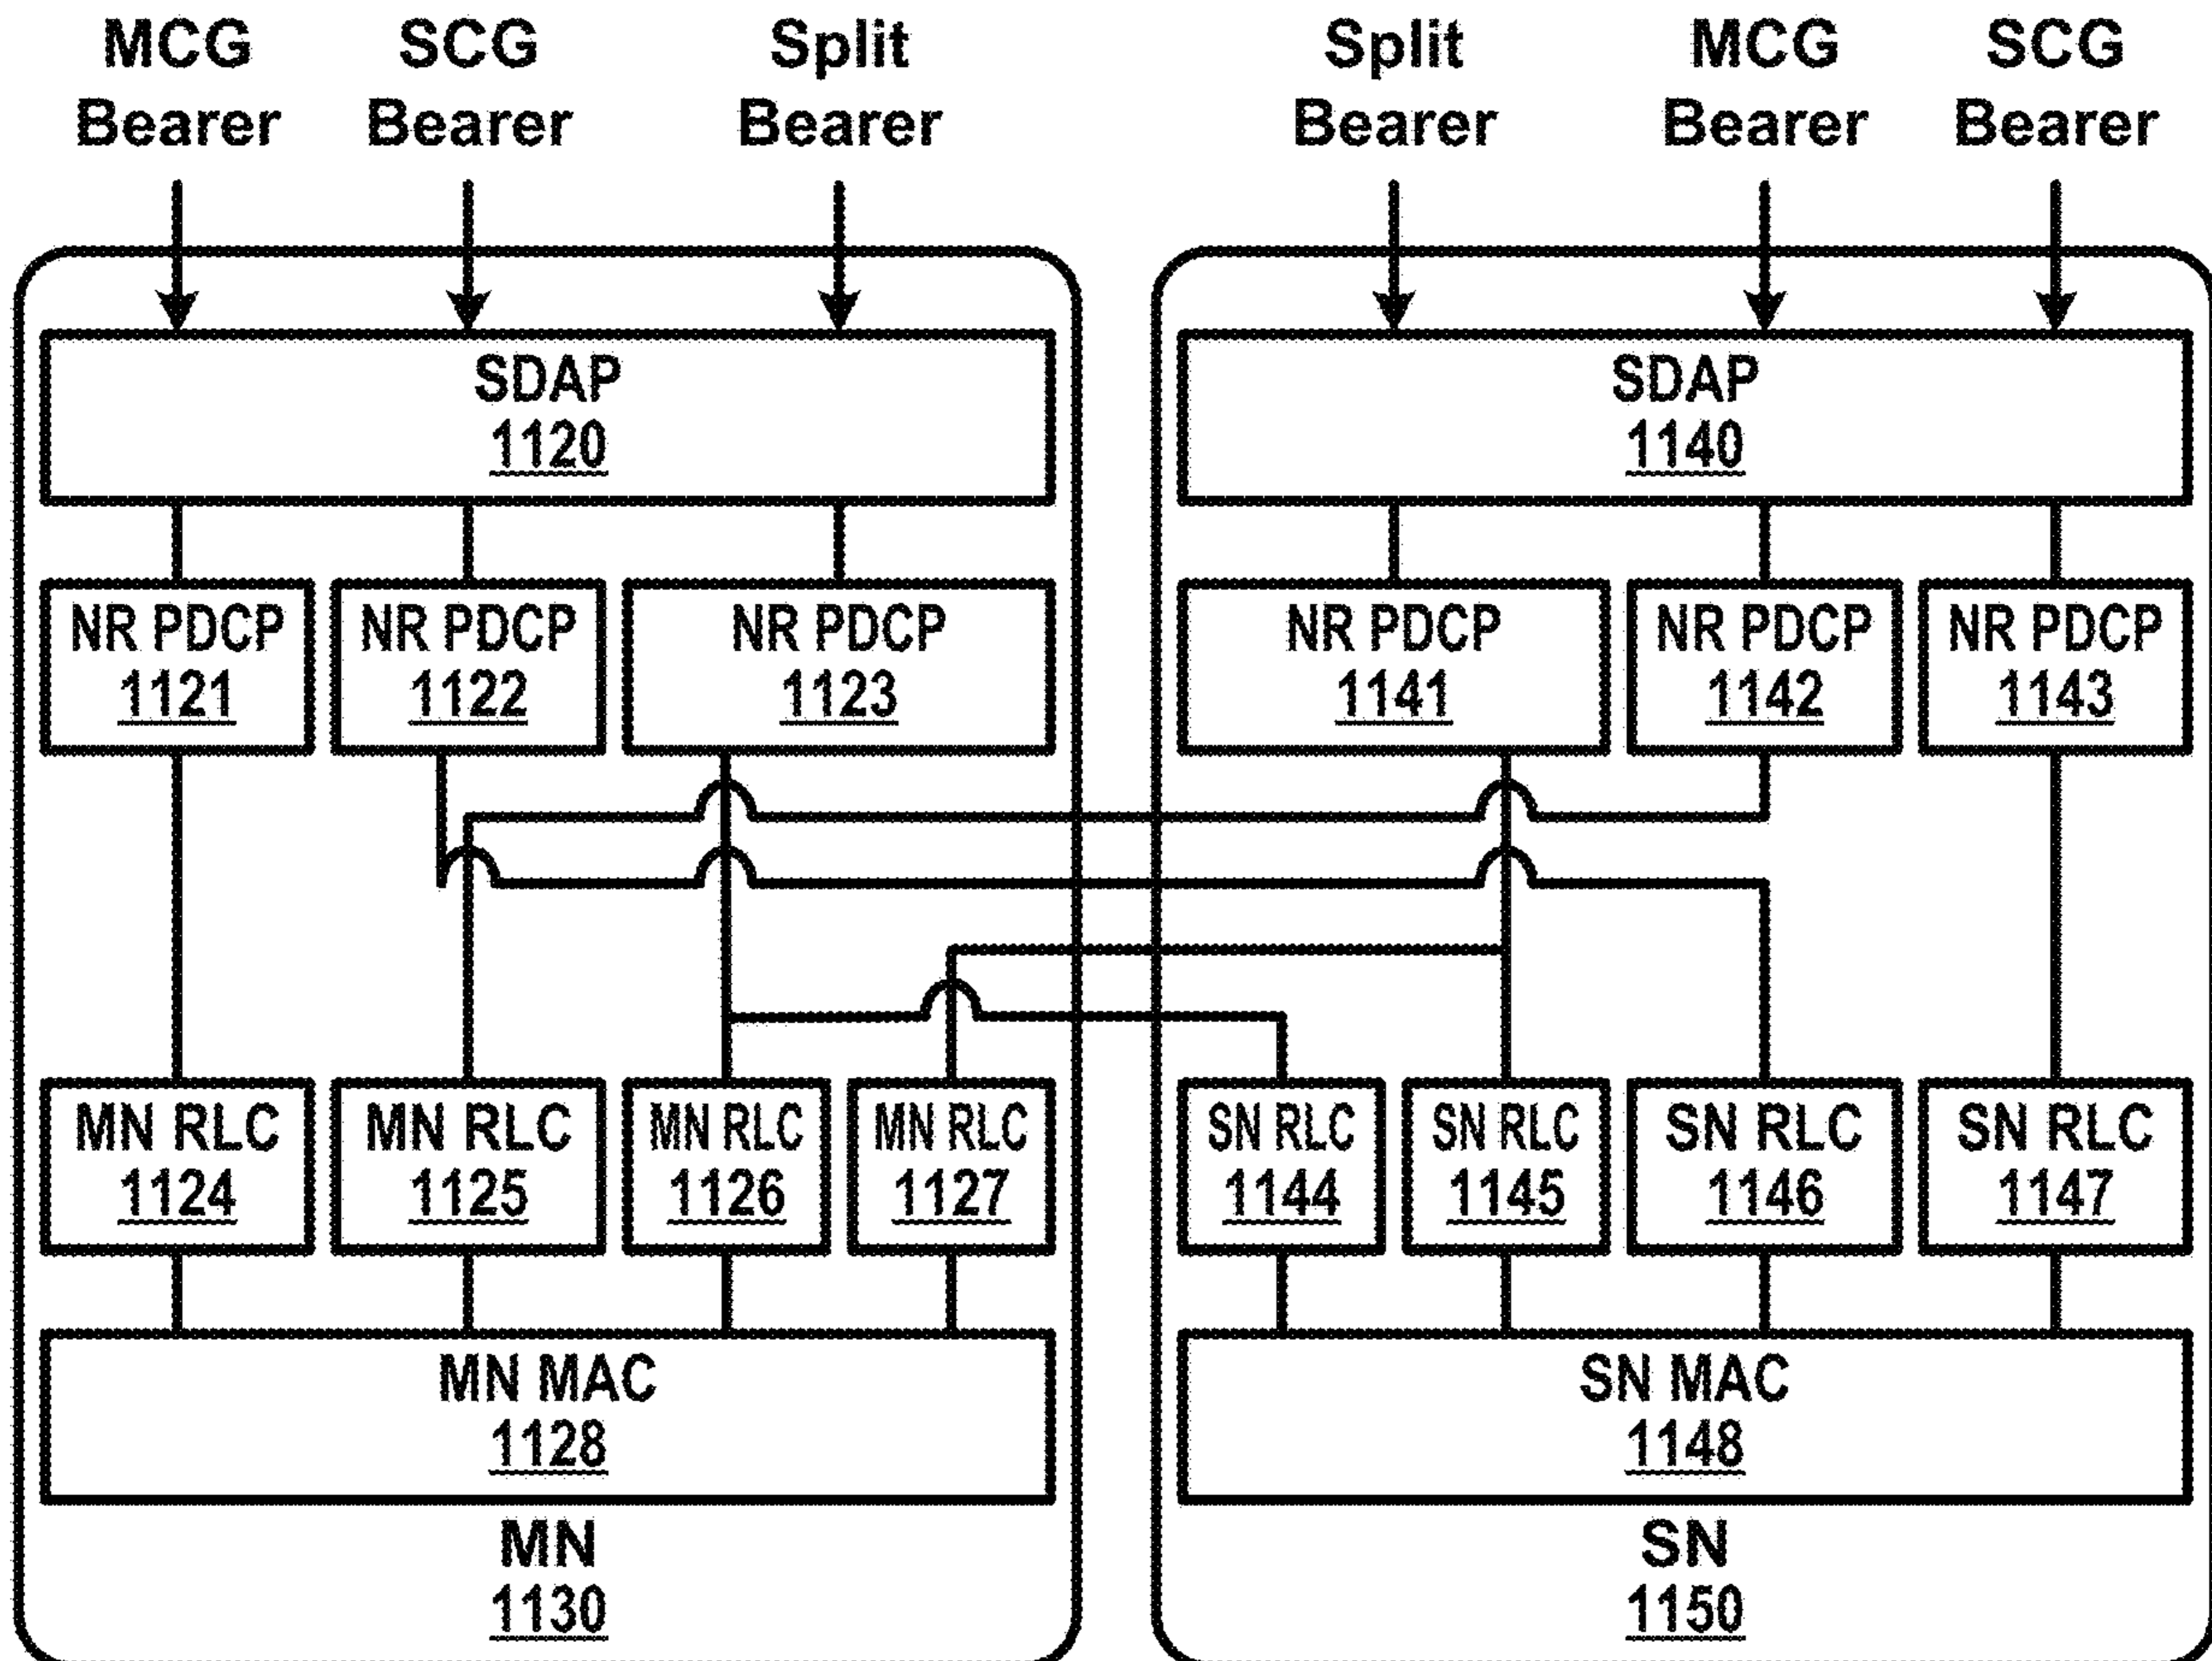 MCG
Bearer
SCG
Bearer
Split
Bearer
Split
Bearer
MCG
Bearer
SCG
Bearer
SDAP
1120
SDAP
1140
NR PDCP
1121
NR PDCP
1122
NR PDCP
1123
NR PDCP
1141
NR PDCP
1142
NR PDCP
1143
MN RLC
1124
MN RLC
1125
MN RLC
1126
MN RLC
1127
SN RLC
1144
SN RLC
1145
SN RLC
1146
SN RLC
1147
MN MAC
1128
SN MAC
1148
MN
1130
SN
1150